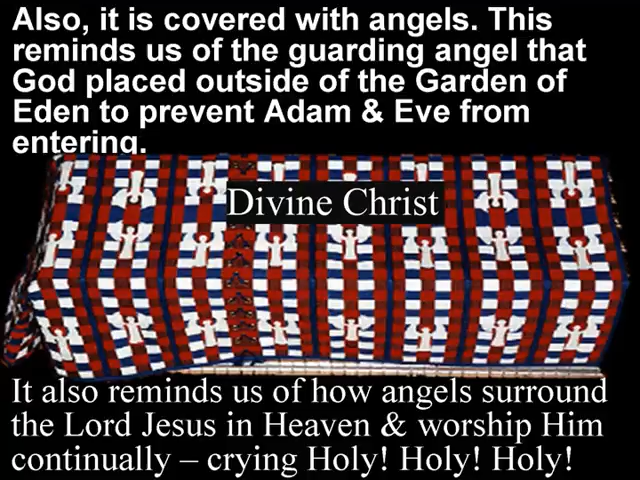 Also, it is covered with angels. This
reminds us of the guarding angel that
God placed outside of the Garden of
Eden to prevent Adam & Eve from
entering.
Divine Christ
It also reminds us of how angels surround
the Lord Jesus in Heaven & worship Him
continually – crying Holy! Holy! Holy!